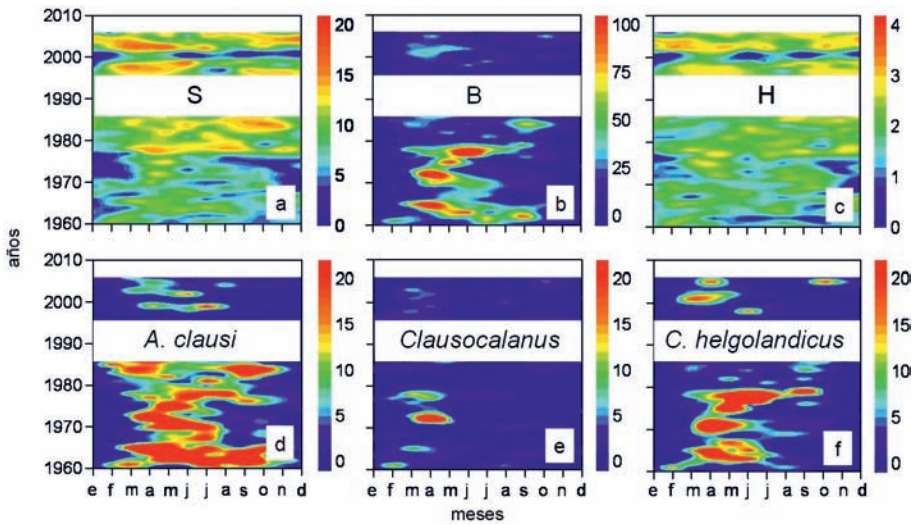 2010
2000
1990
1980
1970
1960
S
a
20
15
10
5
0
B
b
100
75
50
25
0
H
c
4
3
2
1
0
años
2010
2000
1990
1980
1970
1960
A. clausi
d
20
15
10
5
0
Clausocalanus
e
20
15
10
5
0
C. helgolandicus
f
20
15
10
5
0
e f m a m j j a s o n d
e f m a m j j a s o n d
e f m a m j j a s o n d
meses